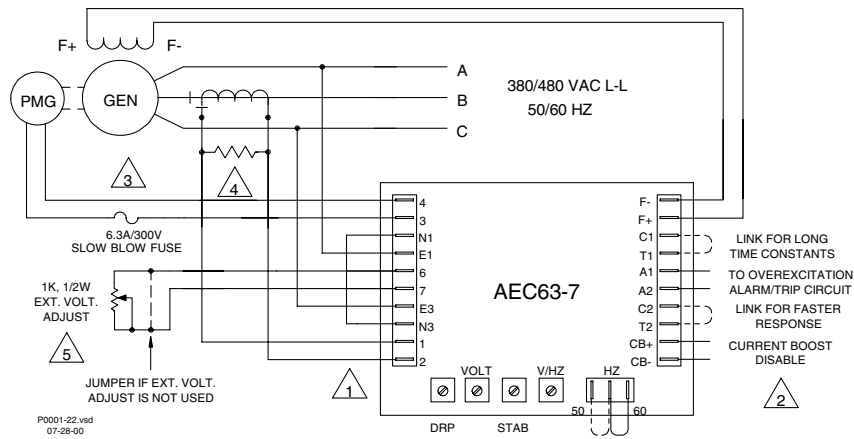 F+
F-
PMG
GEN
A
B
C
380/480 VAC L-L
50/60 HZ
3
4
6.3A/300V
SLOW BLOW FUSE
1K, 1/2W
EXT. VOLT.
ADJUST
5
JUMPER IF EXT. VOLT.
ADJUST IS NOT USED
P0001-22.vsd
07-28-00
4
3
N1
E1
6
7
E3
N3
1
2
AEC63-7
F-
F+
C1
T1
A1
A2
C2
T2
CB+
CB-
LINK FOR LONG
TIME CONSTANTS
TO OVEREXCITATION
ALARM/TRIP CIRCUIT
LINK FOR FASTER
RESPONSE
CURRENT BOOST
DISABLE
1
2
VOLT
V/HZ
HZ
50
60
DRP
STAB